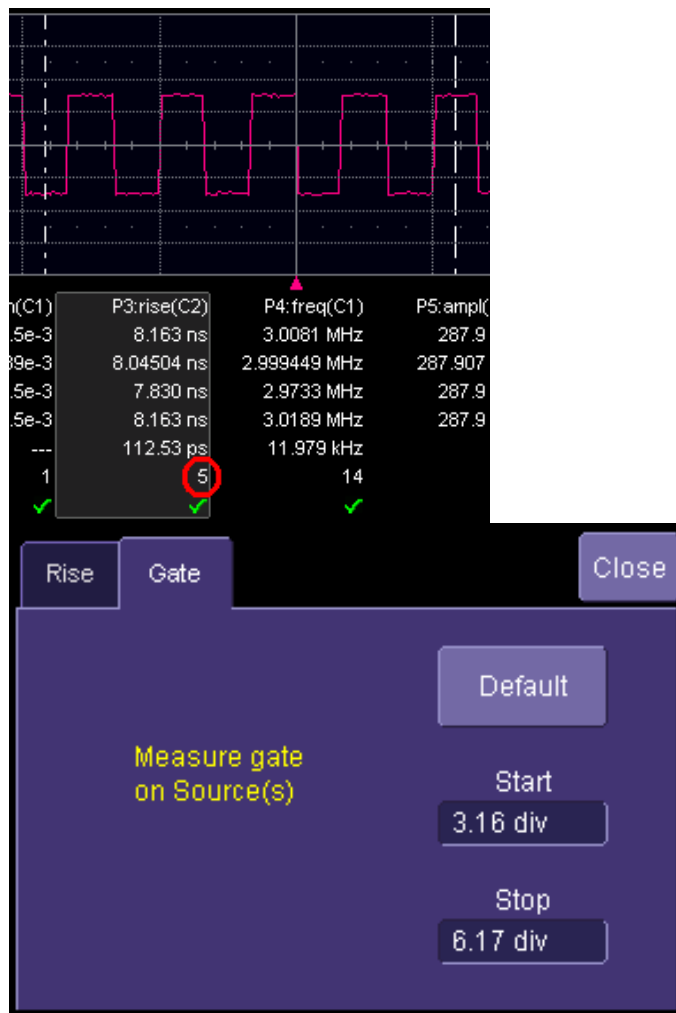 n(C1) P3:rise(C2) P4:freq(C1) P5:ampl(
.5e-3 8.163 ns 3.0081 MHz 287.9
39e-3 8.04504 ns 2.999449 MHz 287.907
.5e-3 7.830 ns 2.9733 MHz 287.9
.5e-3 8.163 ns 3.0189 MHz 287.9
--- 112.53 ps 11.979 kHz
1 5 14
Rise Gate Close
Default
Measure gate
on Source(s)
Start
3.16 div
Stop
6.17 div